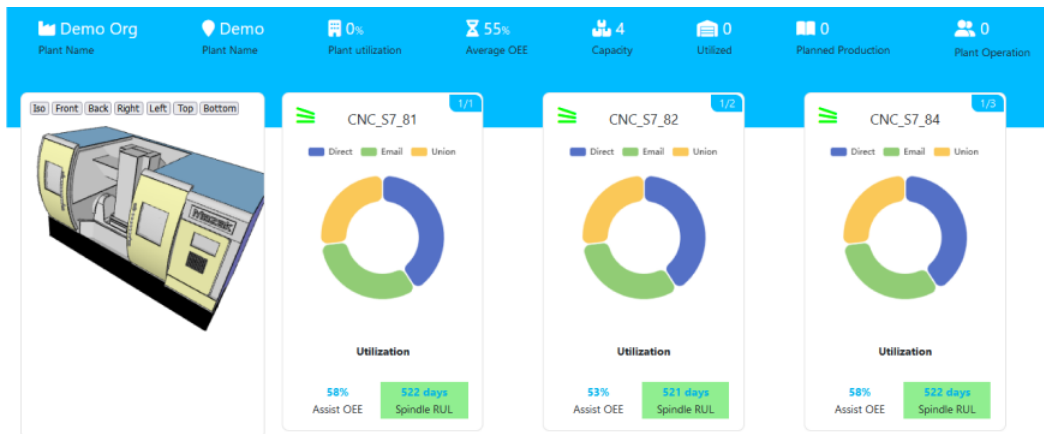 Demo Org Demo 0% 55% 4 0 0 0
Plant Name Plant Name Plant utilization Average OEE Capacity Utilized Planned Production Plant Operation
Iso Front Back Right Left Top Bottom
1/1
CNC_S7_81
Direct Email Union
Utilization
58% 522 days
Assist OEE Spindle RUL
1/2
CNC_S7_82
Direct Email Union
Utilization
53% 521 days
Assist OEE Spindle RUL
1/3
CNC_S7_84
Direct Email Union
Utilization
58% 522 days
Assist OEE Spindle RUL